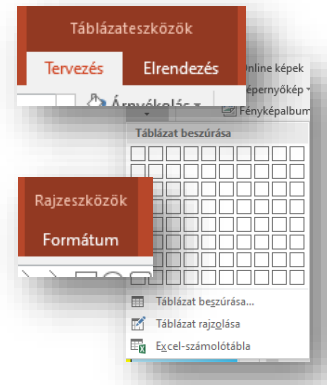 Táblázateszközök
Tervezés Elrendezés
Online képek
Képernyőkép
Árnyékolás
Fényképalbum
Táblázat beszúrása
Rajzeszközök
Formátum
Táblázat beszúrása...
Táblázat rajzolása
Excel-számolótábla